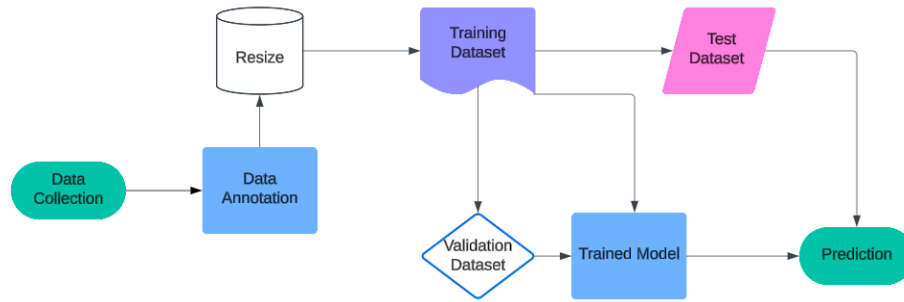 Resize
Training
Dataset
Test
Dataset
Data
Collection
Data
Annotation
Validation
Dataset
Trained Model
Prediction